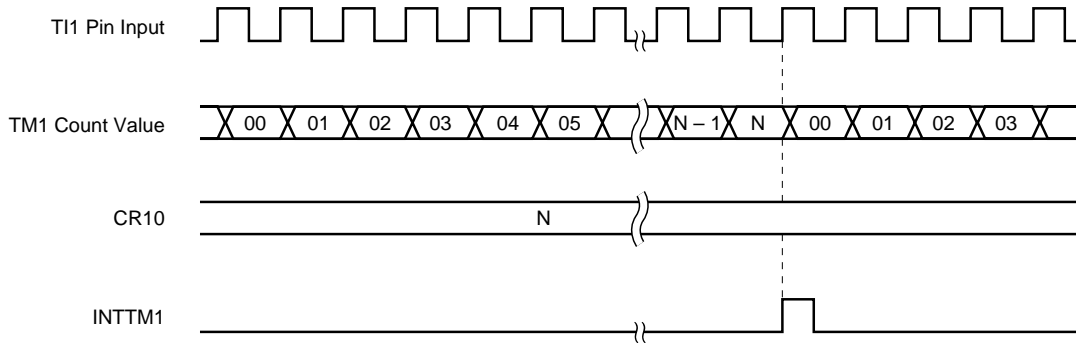 TI1 Pin Input
TM1 Count Value 00 01 02 03 04 05 N – 1 N 00 01 02 03
CR10 N
INTTM1